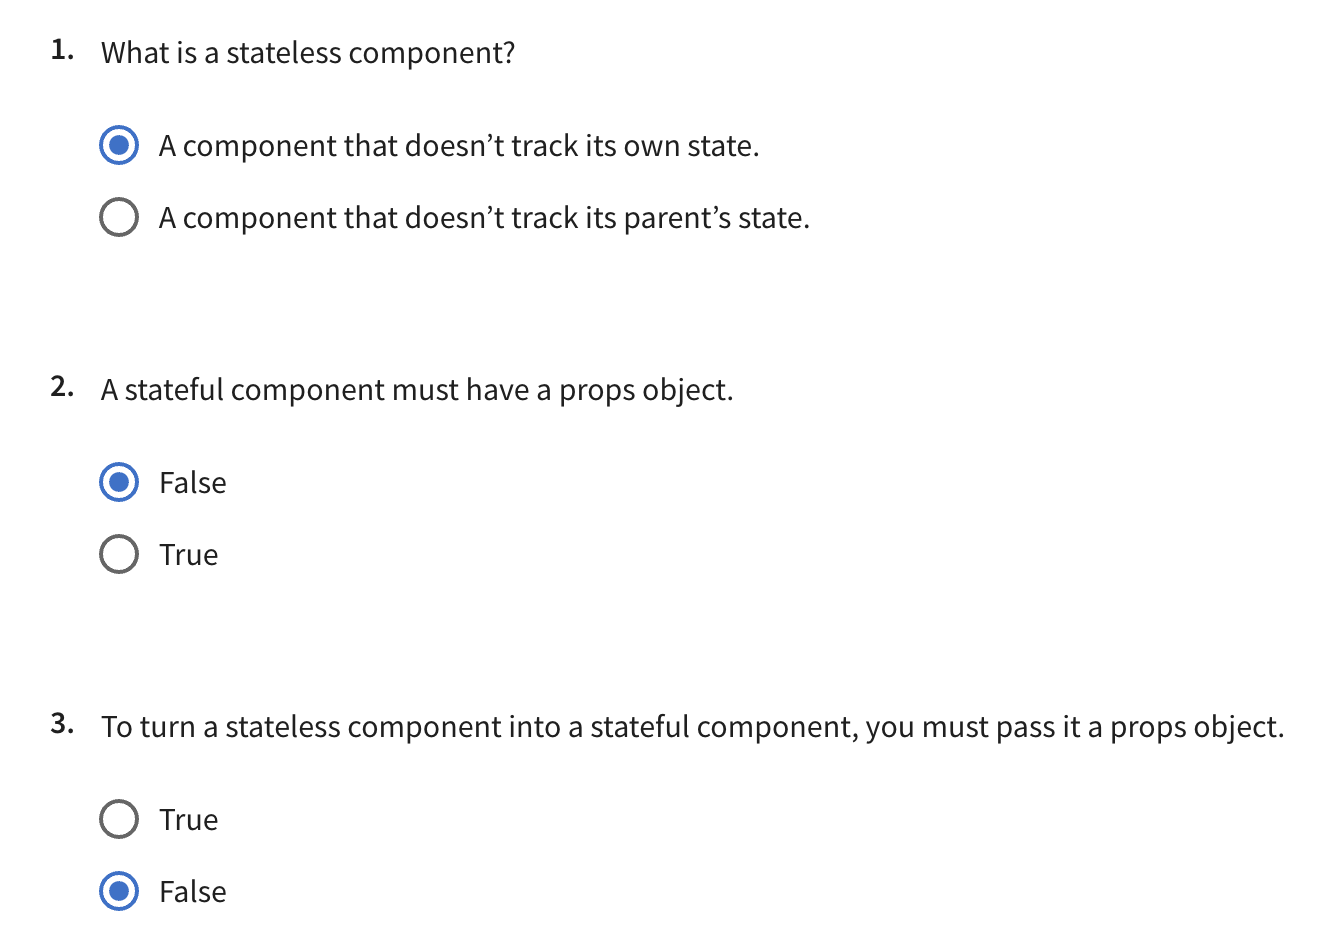 1. What is a stateless component?
A component that doesn’t track its own state.
A component that doesn’t track its parent’s state.
2. A stateful component must have a props object.
False
True
3. To turn a stateless component into a stateful component, you must pass it a props object.
True
False